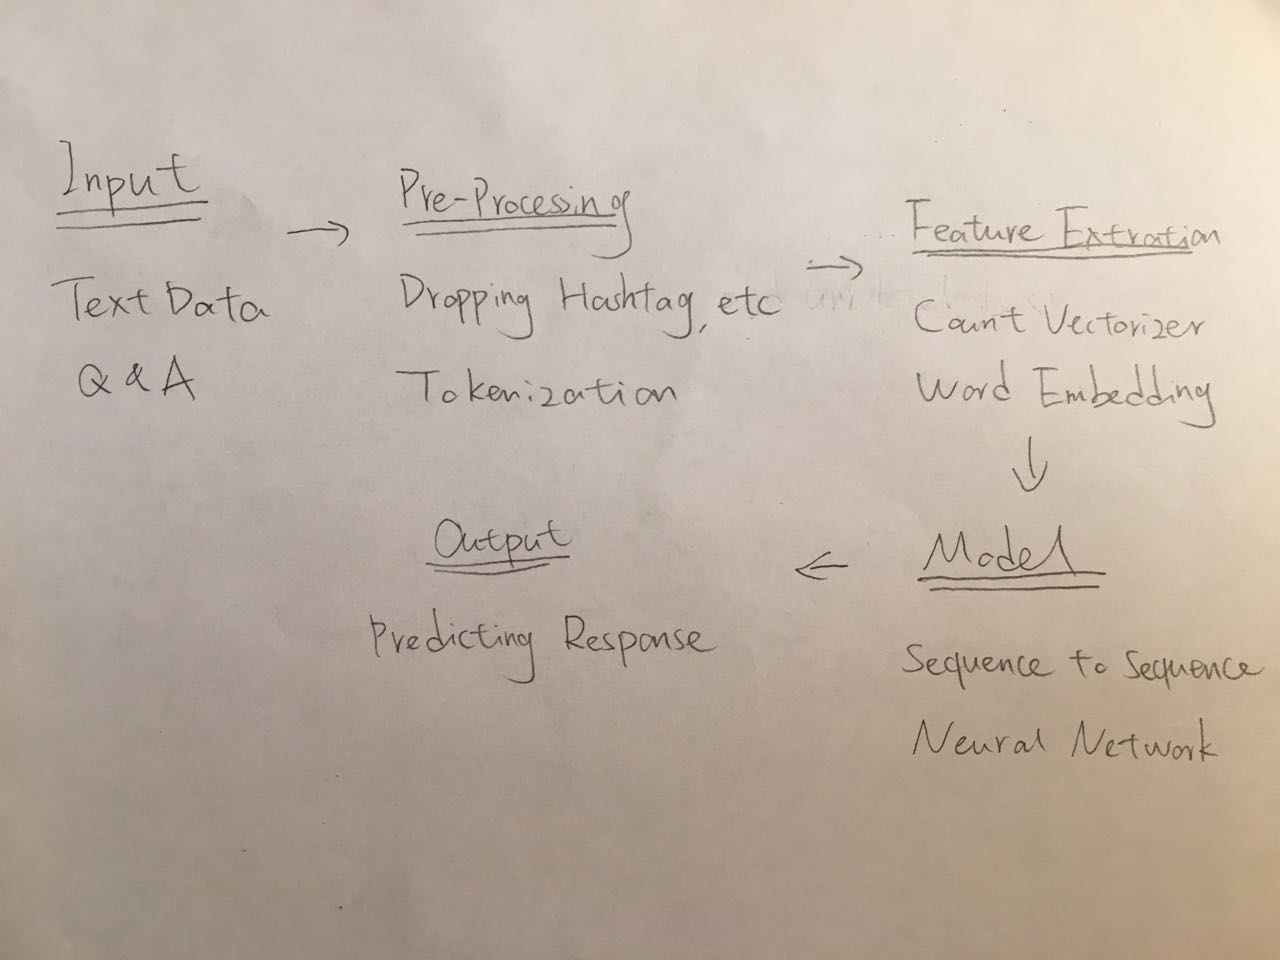 Input
Text Data
Q & A
→
Pre-Processing
Dropping Hashtag, etc
Tokenization
→
Feature Extration
Count Vectorizer
Word Embedding
↓
Model
Sequence to Sequence
Neural Network
←
Output
Predicting Response